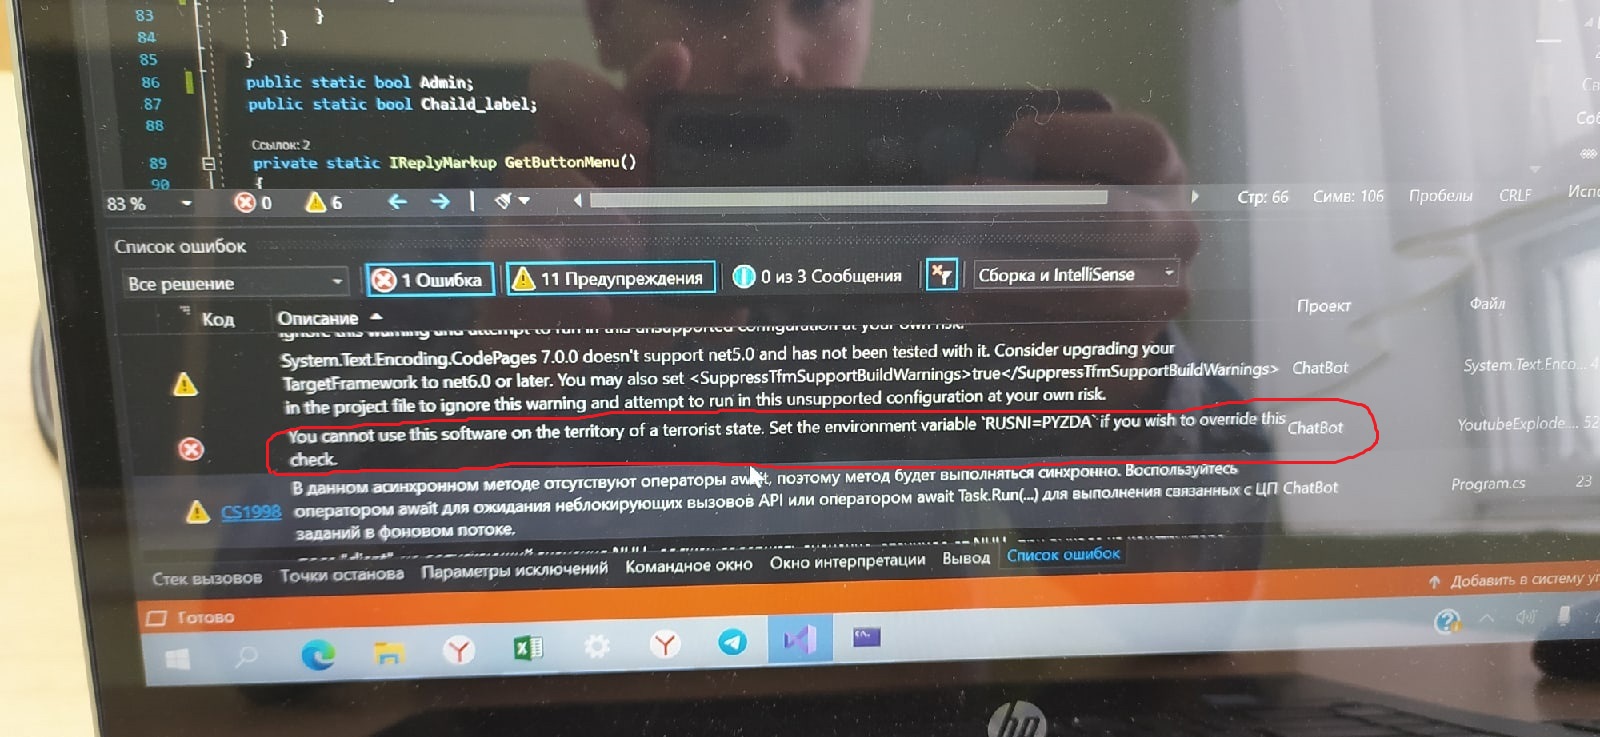 83 }
84 }
85 }
86 public static bool Admin;
87 public static bool Chaild_label;
88
Ссылок: 2
89 private static IReplyMarkup GetButtonMenu()
90 {
83 % 0 6 Стр: 66 Симв: 106 Пробелы CRLF
Список ошибок
Все решение 1 Ошибка 11 Предупреждения 0 из 3 Сообщения Сборка и IntelliSense
Код Описание Проект Файл
ignore this warning and attempt to run in this unsupported configuration at your own risk.
System.Text.Encoding.CodePages 7.0.0 doesn't support net5.0 and has not been tested with it. Consider upgrading your
TargetFramework to net6.0 or later. You may also set <SuppressTfmSupportBuildWarnings>true</SuppressTfmSupportBuildWarnings> ChatBot System.Text.Enco... 4
in the project file to ignore this warning and attempt to run in this unsupported configuration at your own risk.
You cannot use this software on the territory of a terrorist state. Set the environment variable `RUSNI=PYZDA` if you wish to override this ChatBot YoutubeExplode.... 52
check.
В данном асинхронном методе отсутствуют операторы await, поэтому метод будет выполняться синхронно. Воспользуйтесь
CS1998 оператором await для ожидания неблокирующих вызовов API или оператором await Task.Run(...) для выполнения связанных с ЦП ChatBot Program.cs 23
заданий в фоновом потоке.
Стек вызовов Точки останова Параметры исключений Командное окно Окно интерпретации Вывод Список ошибок
Готово Добавить в систему
hp